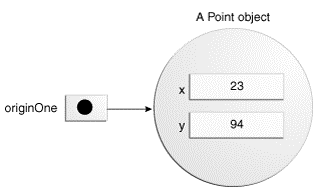 A Point object
x 23
originOne
y 94